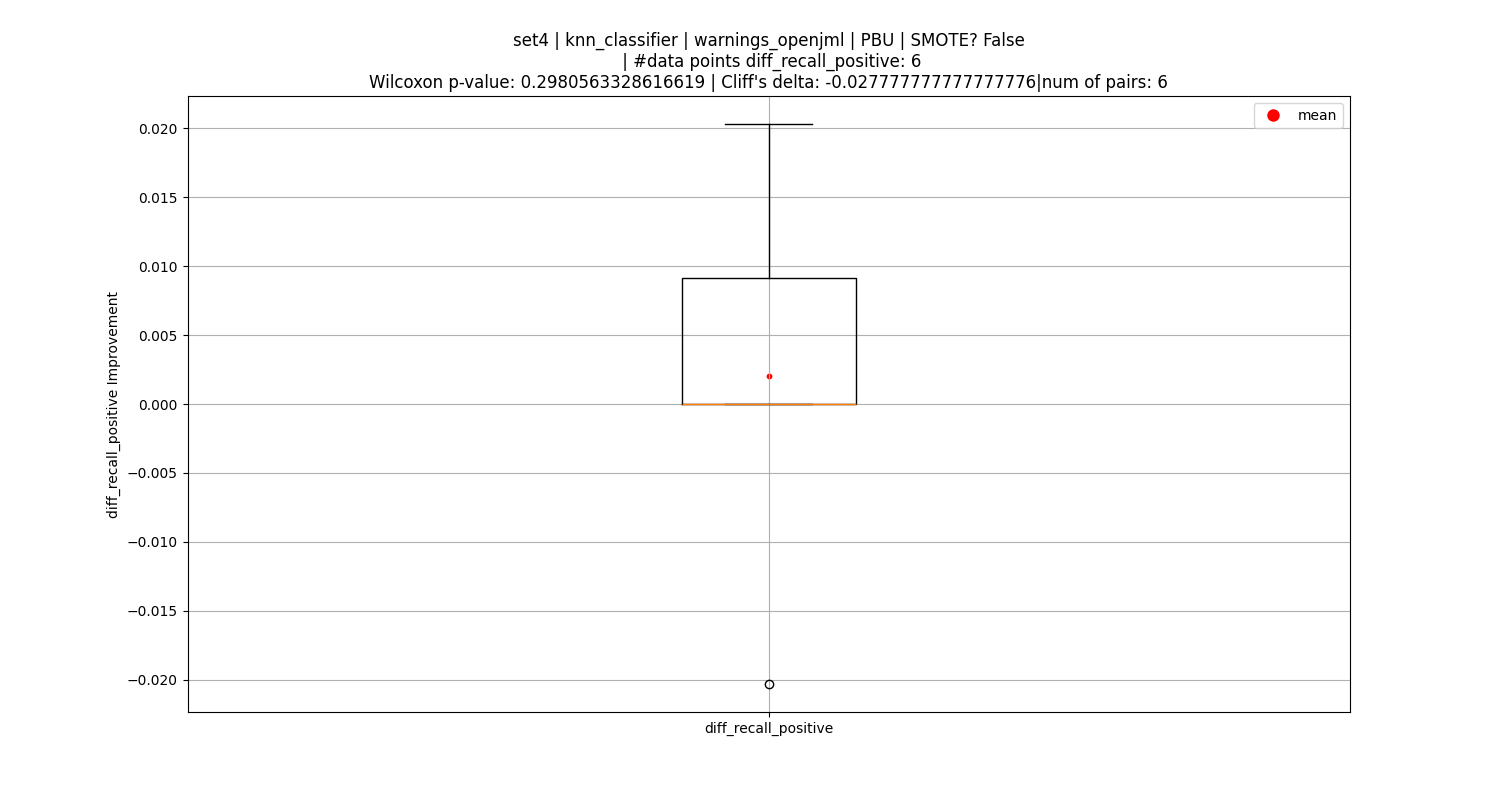 set4 | knn_classifier | warnings_openjml | PBU | SMOTE? False
| #data points diff_recall_positive: 6
Wilcoxon p-value: 0.2980563328616619 | Cliff's delta: -0.027777777777777776|num of pairs: 6
mean
0.020
0.015
0.010
0.005
0.000
−0.005
−0.010
−0.015
−0.020
diff_recall_positive Improvement
diff_recall_positive